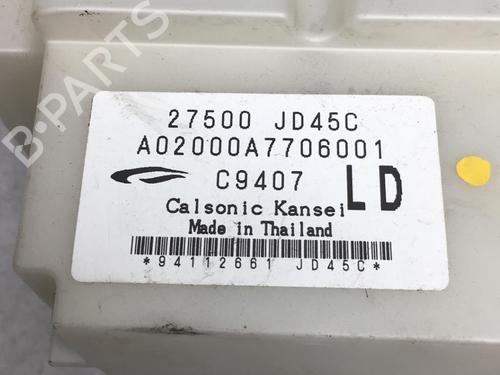 27500 JD45C
A02000A7706001
C9407 LD
Calsonic Kansei
Made in Thailand
*94112661 JD45C*
B-PARTS